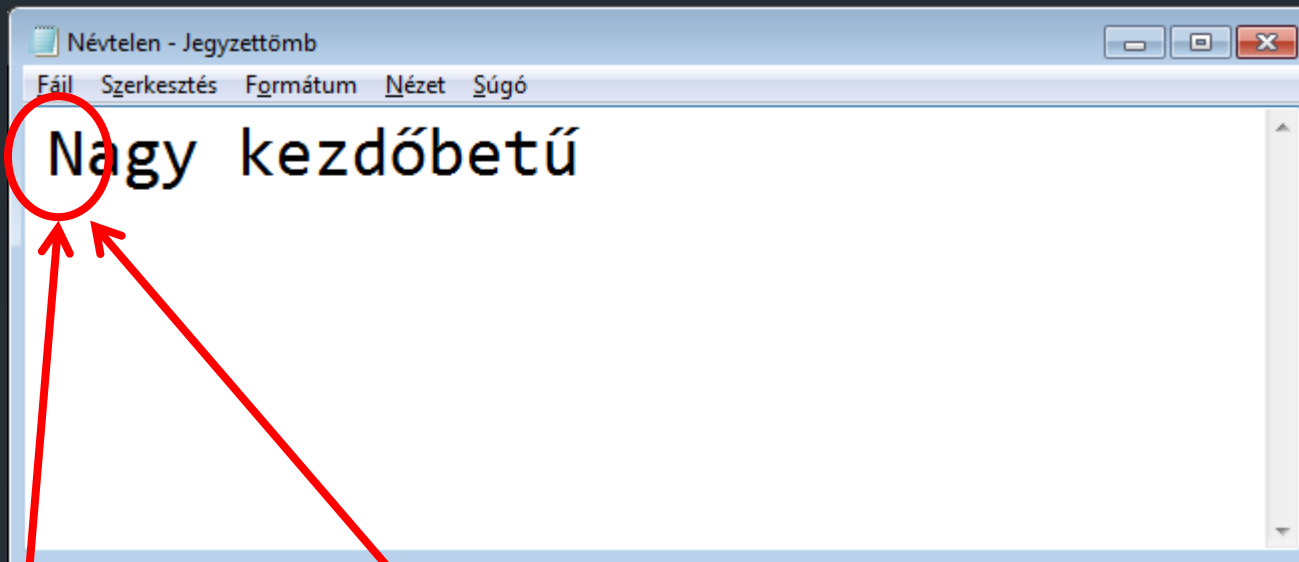 Névtelen - Jegyzettömb
Fájl Szerkesztés Formátum Nézet Súgó
Nagy kezdőbetű